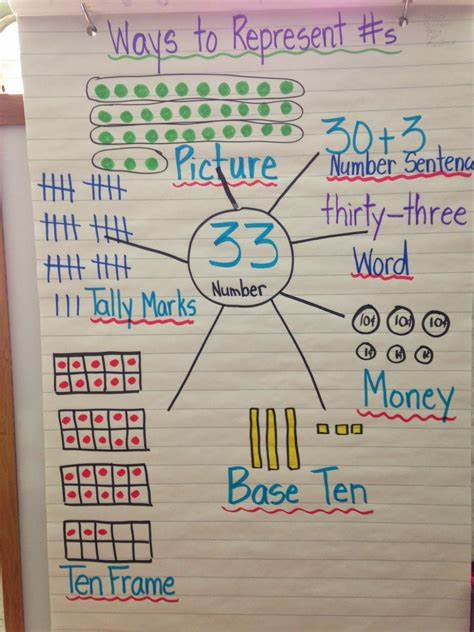 Ways to Represent #s
Picture
30+3
Number Sentenc
thirty-three
Word
33
Number
Tally Marks
10¢ 10¢ 10¢
1¢ 1¢ 1¢
Money
Base Ten
Ten Frame